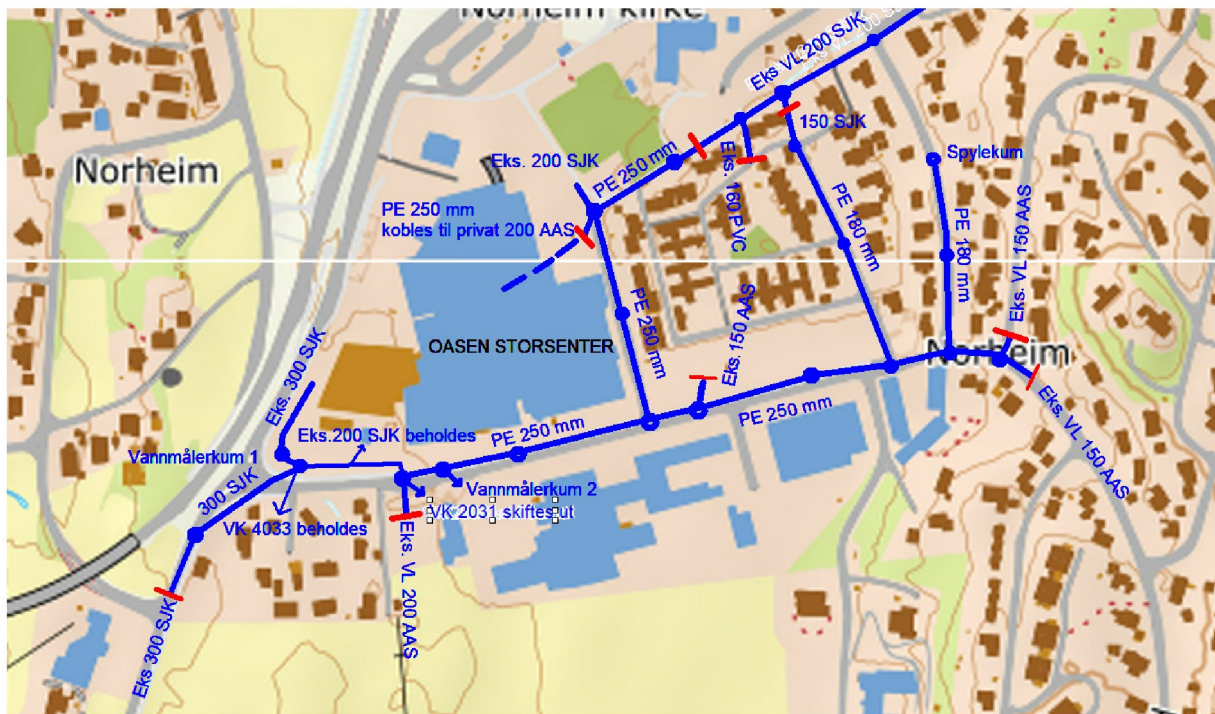 Norheim kirke
Eks VL 200 SJK
150 SJK
Norheim
Eks. 200 SJK
PE 250 mm
Eks. 160 PVC
Spylekum
PE 250 mm
kobles til privat 200 AAS
PE 180 mm
PE 180 mm
Eks. VL 150 AAS
PE 250 mm
OASEN STORSENTER
Eks.150 AAS
Norheim
Eks. 300 SJK
PE 250 mm
PE 250 mm
Eks.200 SJK beholdes
Vannmålerkum 1
Eks. VL 150 AAS
300 SJK
Vannmålerkum 2
VK 2031 skiftes ut
VK 4033 beholdes
Eks. VL 200 AAS
Eks 300 SJK